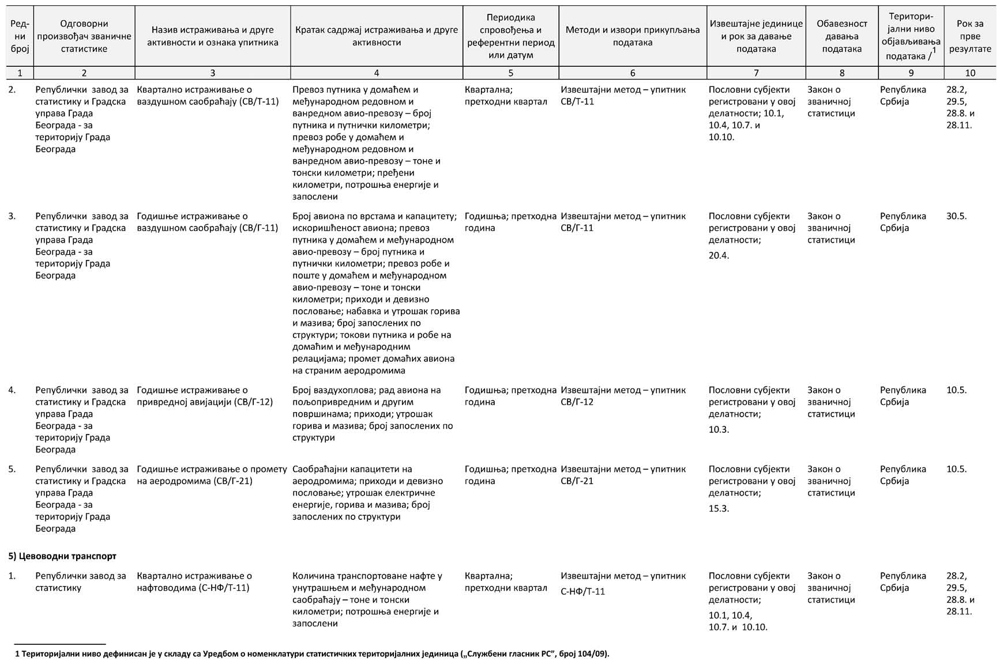 Ред-
ни
број
Одговорни
произвођач званичне
статистике
Назив истраживања и друге
активности и ознака упитника
Кратак садржај истраживања и друге
активности
Периодика
спровођења и
референтни период
или датум
Методи и извори прикупљања
података
Извештајне јединице
и рок за давање
података
Обавезност
давања
података
Територи-
јални ниво
објављивања
података /1
Рок за
прве
резултате
1 2 3 4 5 6 7 8 9 10
2.
Републички завод за
статистику и Градска
управа Града
Београда - за
територију Града
Београда
Квартално истраживање о
ваздушном саобраћају (СВ/Т-11)
Превоз путника у домаћем и
међународном редовном и
ванредном авио-превозу – број
путника и путнички километри;
превоз робе у домаћем и
међународном редовном и
ванредном авио-превозу – тоне и
тонски километри; пређени
километри, потрошња енергије и
запослени
Квартална;
претходни квартал
Извештајни метод – упитник
СВ/Т-11
Пословни субјекти
регистровани у овој
делатности; 10.1,
10.4, 10.7. и
10.10.
Закон о
званичној
статистици
Република
Србија
28.2,
29.5,
28.8. и
28.11.
3.
Републички завод за
статистику и Градска
управа Града
Београда - за
територију Града
Београда
Годишње истраживање о
ваздушном саобраћају (СВ/Г-11)
Број авиона по врстама и капацитету;
искоришћеност авиона; превоз
путника у домаћем и међународном
авио-превозу – број путника и
путнички километри; превоз робе и
поште у домаћем и међународном
авио-превозу – тоне и тонски
километри; приходи и девизно
пословање; набавка и утрошак горива
и мазива; број запослених по
структури; токови путника и робе на
домаћим и међународним
релацијама; промет домаћих авиона
на страним аеродромима
Годишња; претходна
година
Извештајни метод – упитник
СВ/Г-11
Пословни субјекти
регистровани у овој
делатности;
20.4.
Закон о
званичној
статистици
Република
Србија
30.5.
4.
Републички завод за
статистику и Градска
управа Града
Београда - за
територију Града
Београда
Годишње истраживање о
привредној авијацији (СВ/Г-12)
Број ваздухоплова; рад авиона на
пољопривредним и другим
површинама; приходи; утрошак
горива и мазива; број запослених по
структури
Годишња; претходна
година
Извештајни метод – упитник
СВ/Г-12
Пословни субјекти
регистровани у овој
делатности;
10.3.
Закон о
званичној
статистици
Република
Србија
10.5.
5.
Републички завод за
статистику и Градска
управа Града
Београда - за
територију Града
Београда
Годишње истраживање о промету
на аеродромима (СВ/Г-21)
Саобраћајни капацитети на
аеродромима; приходи и девизно
пословање; утрошак електричне
енергије, горива и мазива; број
запослених по структури
Годишња; претходна
година
Извештајни метод – упитник
СВ/Г-21
Пословни субјекти
регистровани у овој
делатности;
15.3.
Закон о
званичној
статистици
Република
Србија
10.5.
5) Цевоводни транспорт
1.
Републички завод за
статистику
Квартално истраживање о
нафтоводима (С-НФ/Т-11)
Количина транспортоване нафте у
унутрашњем и међународном
саобраћају – тоне и тонски
километри; потрошња енергије и
запослени
Квартална;
претходни квартал
Извештајни метод – упитник
С-НФ/Т-11
Пословни субјекти
регистровани у овој
делатности;
10.1, 10.4,
10.7. и 10.10.
Закон о
званичној
статистици
Република
Србија
28.2,
29.5,
28.8. и
28.11.
1 Територијални ниво дефинисан је у складу са Уредбом о номенклатури статистичких територијалних јединица („Службени гласник РС”, број 104/09).